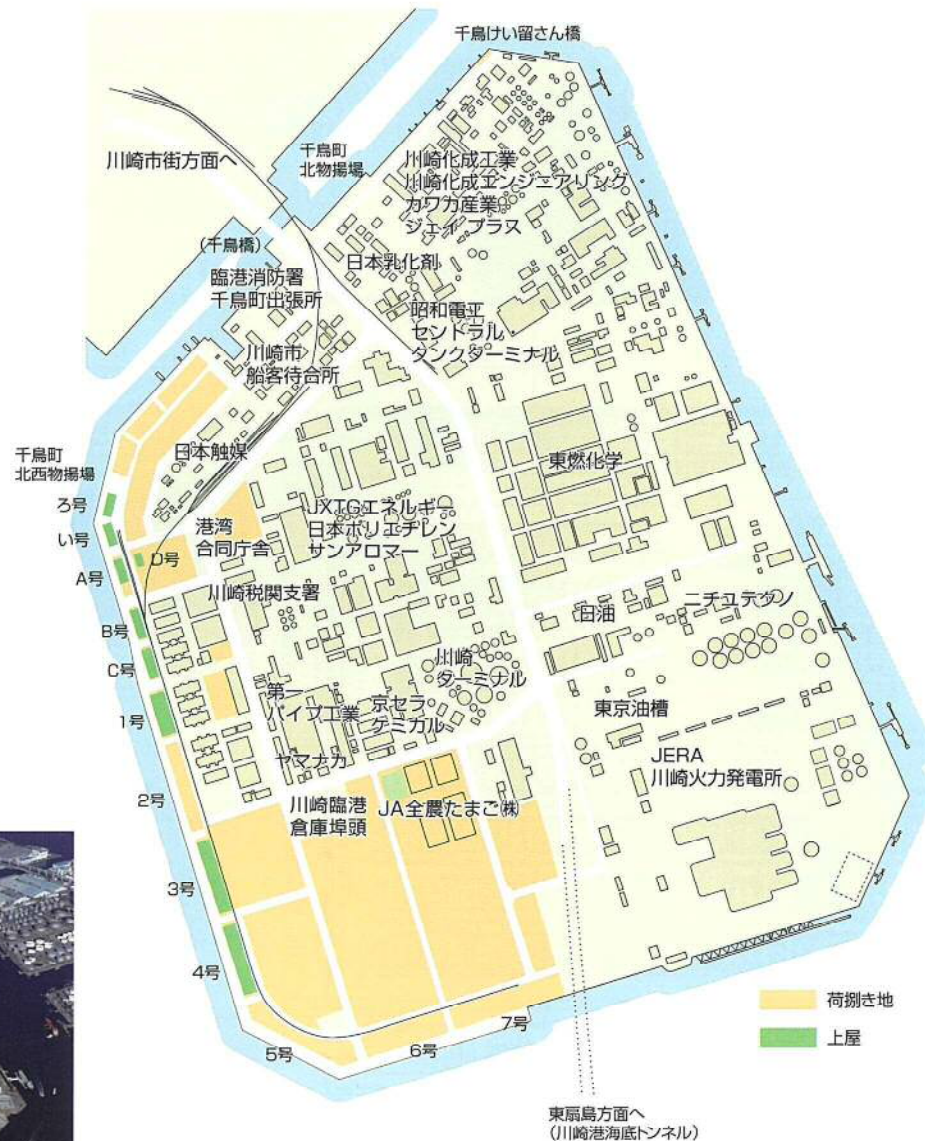 千鳥けい留さん橋
川崎市街方面へ
千鳥町
北物揚場
川崎化成工業
川崎化成エンジニアリング
カワカ産業
ジェイ プラス
(千鳥橋)
日本乳化剤
臨港消防署
千鳥町出張所
昭和電工
セントラル
タンクターミナル
川崎市
船客待合所
千鳥町
北西物揚場
日本触媒
東燃化学
ろ号
い号
A号
D号
港湾
合同庁舎
JXTGエネルギー
日本ポリエチレン
サンアロマー
川崎税関支署
B号
C号
1号
日油
ニチユテクノ
川崎
ターミナル
第一
パイプ工業
京セラ
ケミカル
東京油槽
ヤマナカ
JERA
川崎火力発電所
2号
川崎臨港
倉庫埠頭
JA全農たまご㈱
3号
4号
5号
6号
7号
荷捌き地
上屋
東扇島方面へ
(川崎港海底トンネル)